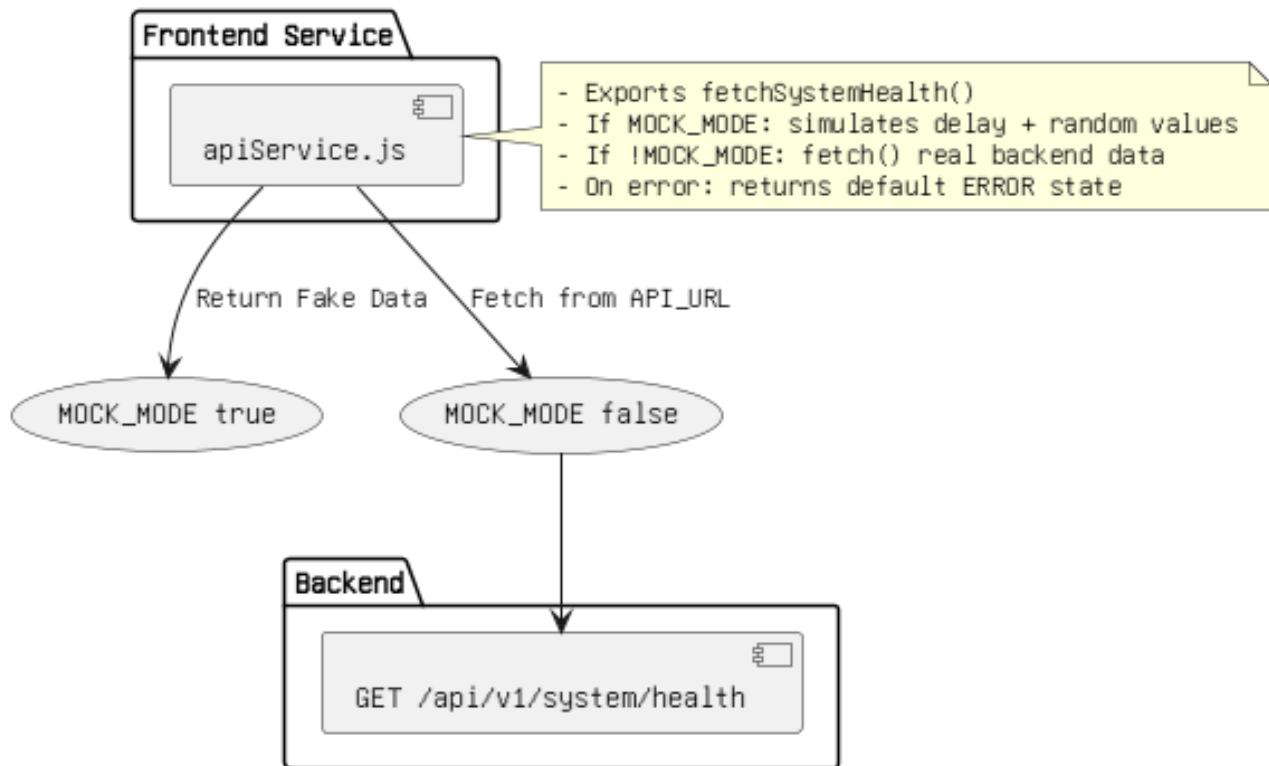 Frontend Service
apiService.js
- Exports fetchSystemHealth()
- If MOCK_MODE: simulates delay + random values
- If !MOCK_MODE: fetch() real backend data
- On error: returns default ERROR state
Return Fake Data
Fetch from API_URL
MOCK_MODE true
MOCK_MODE false
Backend
GET /api/v1/system/health